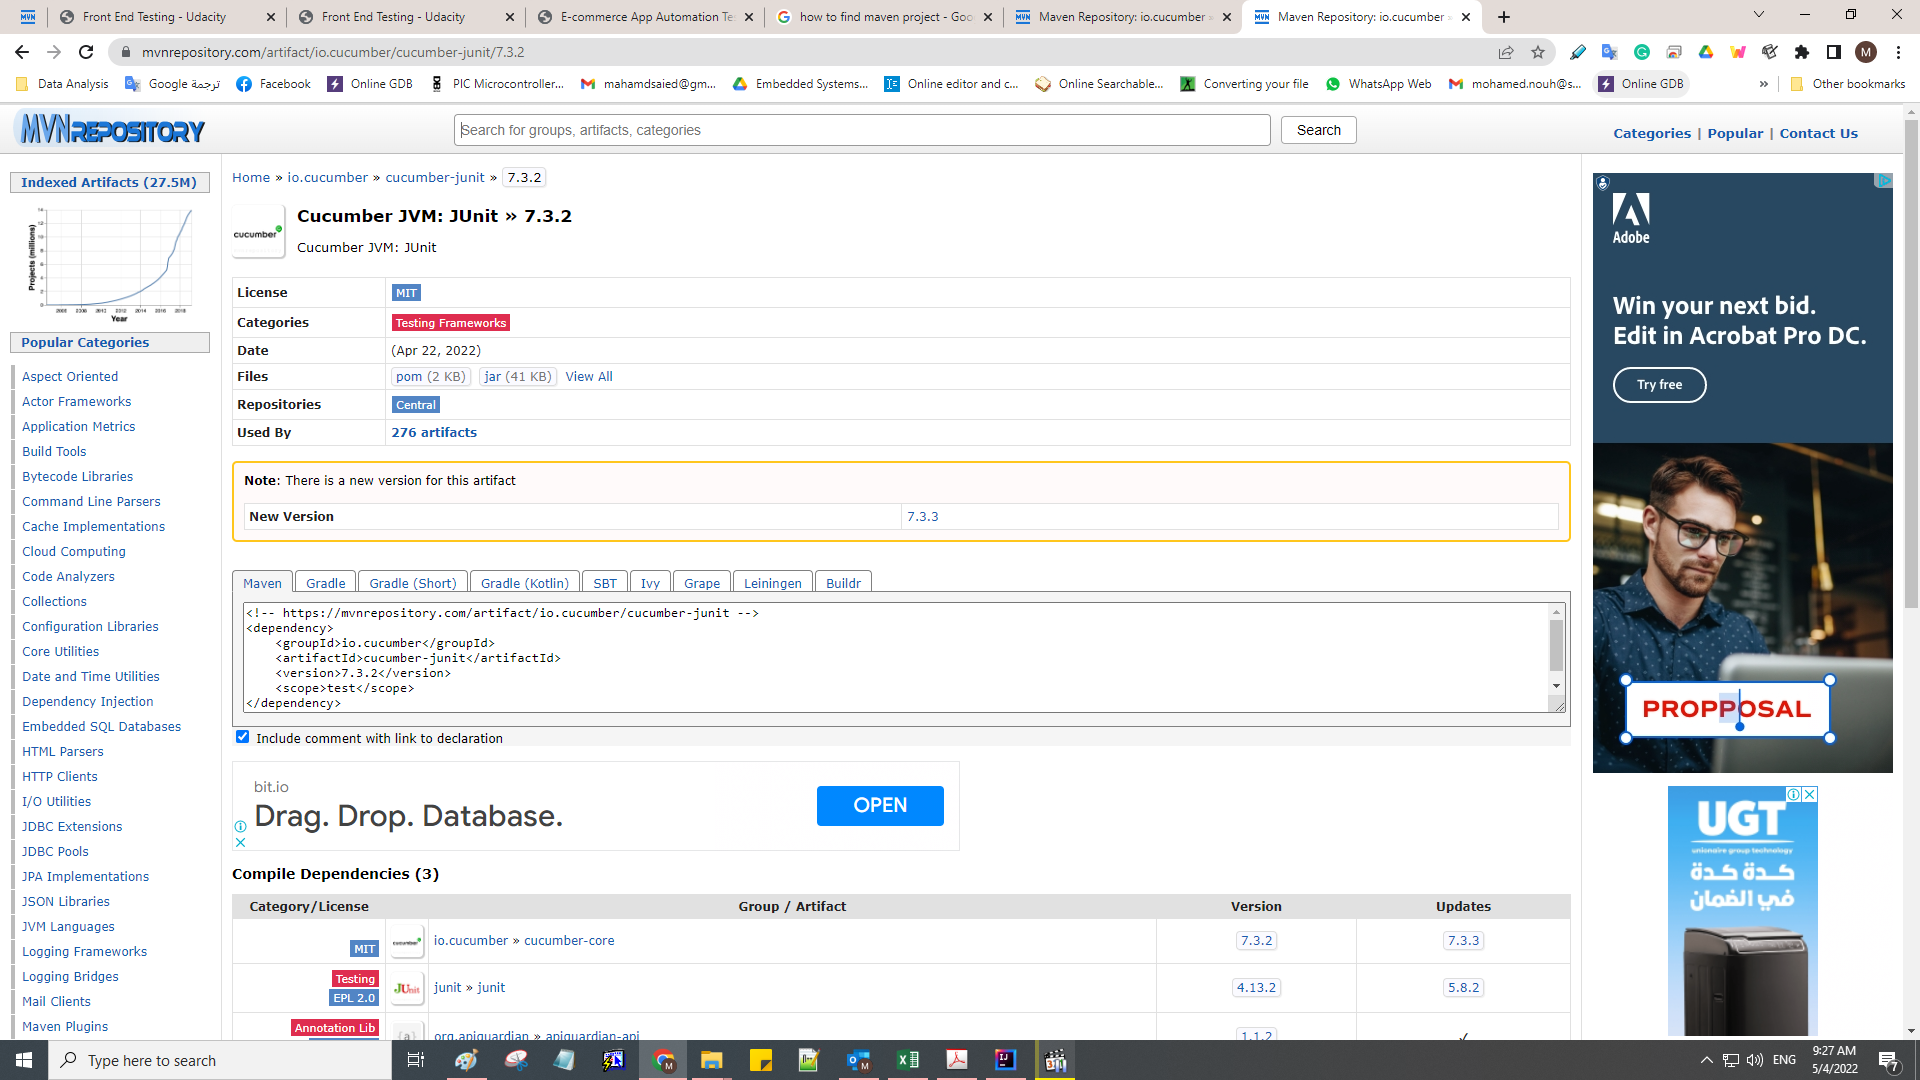 Front End Testing - Udacity
Front End Testing - Udacity
E-commerce App Automation Te
how to find maven project - Goo
Maven Repository: io.cucumber »
Maven Repository: io.cucumber »
mvnrepository.com/artifact/io.cucumber/cucumber-junit/7.3.2
Data Analysis
Google ترجمة
Facebook
Online GDB
PIC Microcontroller...
mahamdsaied@gm...
Embedded Systems...
Online editor and c...
Online Searchable...
Converting your file
WhatsApp Web
mohamed.nouh@s...
Online GDB
»
Other bookmarks
MVNREPOSITORY
Search for groups, artifacts, categories
Search
Categories | Popular | Contact Us
Indexed Artifacts (27.5M)
Projects (millions)
Year
Popular Categories
Aspect Oriented
Actor Frameworks
Application Metrics
Build Tools
Bytecode Libraries
Command Line Parsers
Cache Implementations
Cloud Computing
Code Analyzers
Collections
Configuration Libraries
Core Utilities
Date and Time Utilities
Dependency Injection
Embedded SQL Databases
HTML Parsers
HTTP Clients
I/O Utilities
JDBC Extensions
JDBC Pools
JPA Implementations
JSON Libraries
JVM Languages
Logging Frameworks
Logging Bridges
Mail Clients
Maven Plugins
Home » io.cucumber » cucumber-junit » 7.3.2
cucumber
Cucumber JVM: JUnit » 7.3.2
Cucumber JVM: JUnit
License MIT
Categories Testing Frameworks
Date (Apr 22, 2022)
Files pom (2 KB) jar (41 KB) View All
Repositories Central
Used By 276 artifacts
Note: There is a new version for this artifact
New Version 7.3.3
Maven Gradle Gradle (Short) Gradle (Kotlin) SBT Ivy Grape Leiningen Buildr
<!-- https://mvnrepository.com/artifact/io.cucumber/cucumber-junit -->
<dependency>
    <groupId>io.cucumber</groupId>
    <artifactId>cucumber-junit</artifactId>
    <version>7.3.2</version>
    <scope>test</scope>
</dependency>
Include comment with link to declaration
bit.io
Drag. Drop. Database.
OPEN
Compile Dependencies (3)
Category/License Group / Artifact Version Updates
MIT cucumber io.cucumber » cucumber-core 7.3.2 7.3.3
Testing
EPL 2.0 JUnit junit » junit 4.13.2 5.8.2
Annotation Lib {a} org.apiguardian » apiguardian-api 1.1.2 ✓
Adobe
Win your next bid.
Edit in Acrobat Pro DC.
Try free
PROPPOSAL
UGT
unionaire group technology
كدة كدة
في الضمان
Type here to search
ENG
9:27 AM
5/4/2022
7